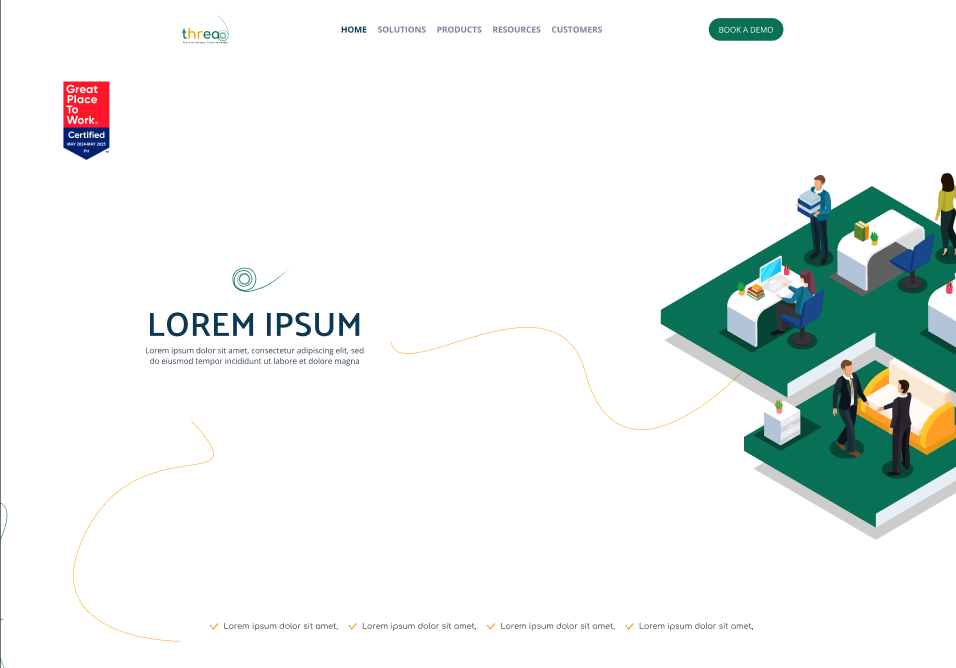 thread
HOME SOLUTIONS PRODUCTS RESOURCES CUSTOMERS
BOOK A DEMO
Great
Place
To
Work.
Certified
MAY 2024-MAY 2025
PH
LOREM IPSUM
Lorem ipsum dolor sit amet, consectetur adipiscing elit, sed
do eiusmod tempor incididunt ut labore et dolore magna
Lorem ipsum dolor sit amet, Lorem ipsum dolor sit amet, Lorem ipsum dolor sit amet, Lorem ipsum dolor sit amet,